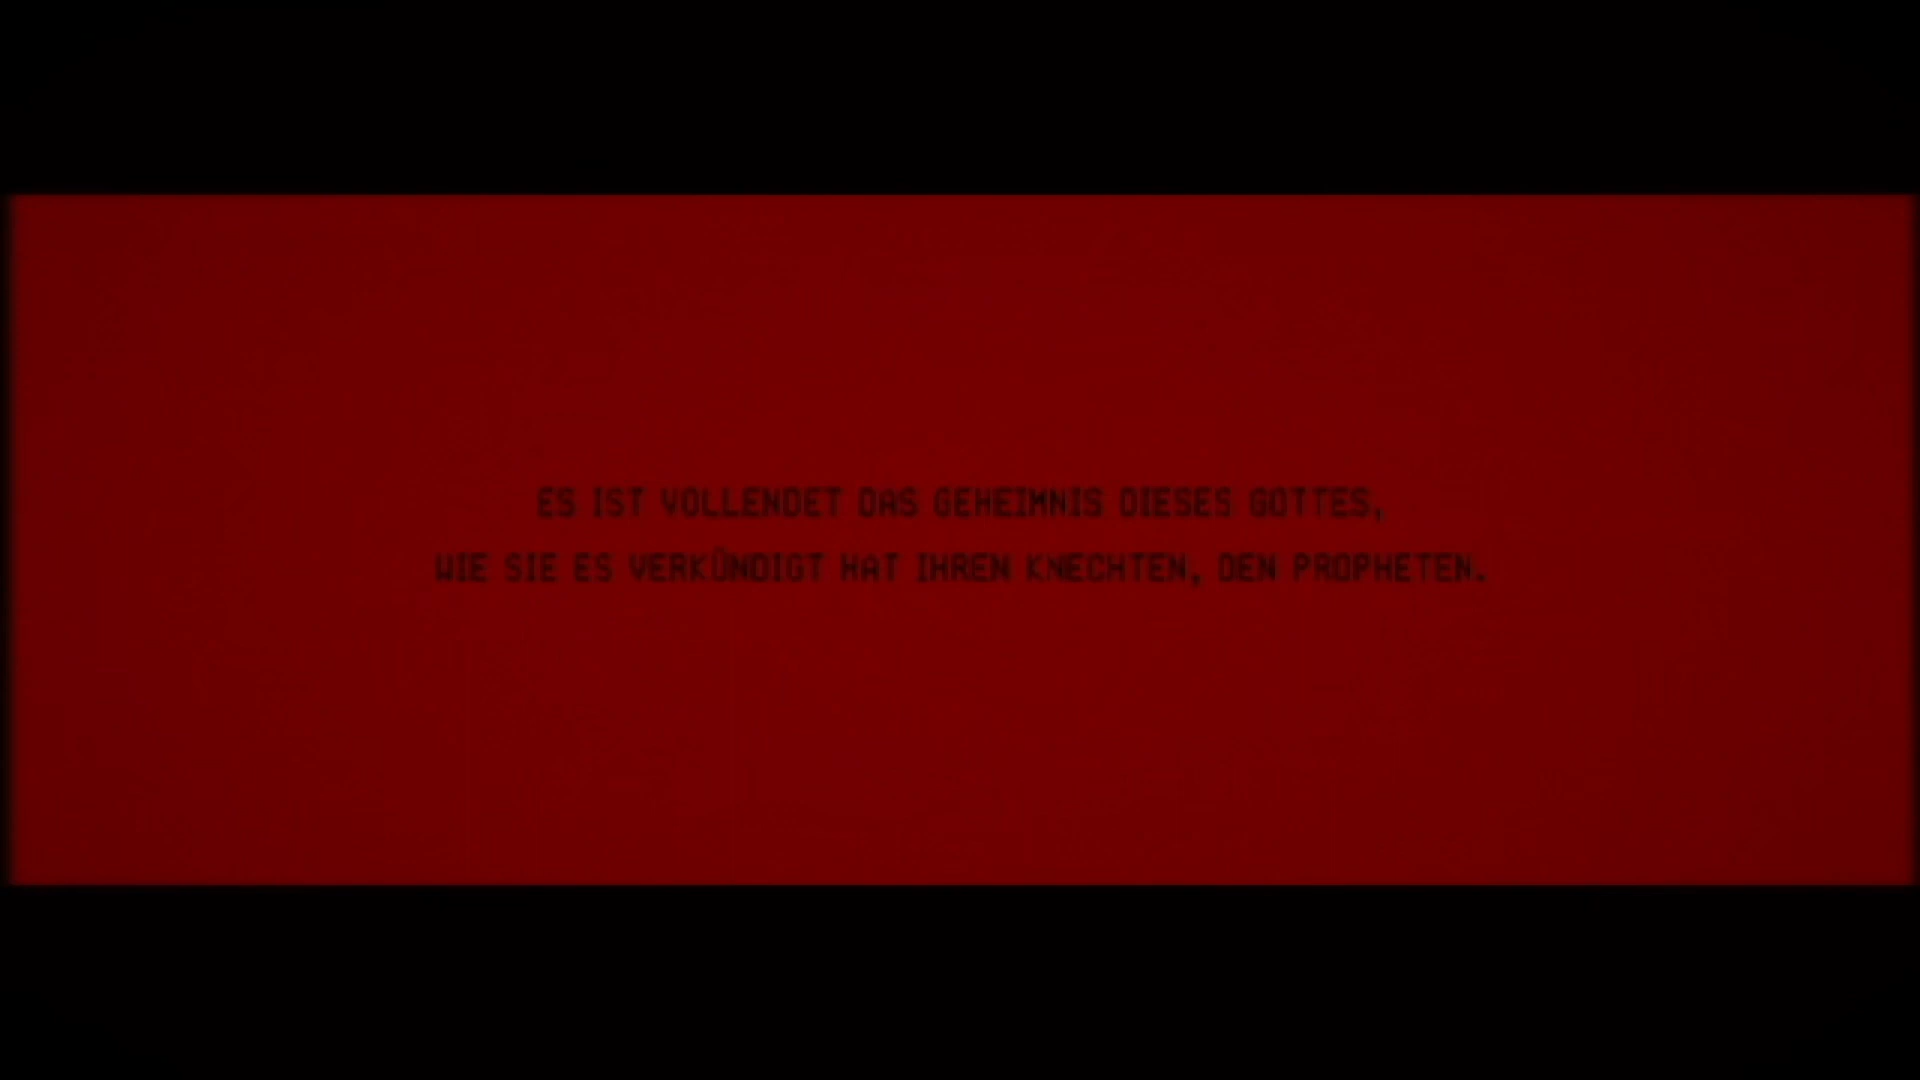 ES IST VOLLENDET DAS GEHEIMNIS DIESES GOTTES,
WIE SIE ES VERKÜNDIGT HAT IHREN KNECHTEN, DEN PROPHETEN.